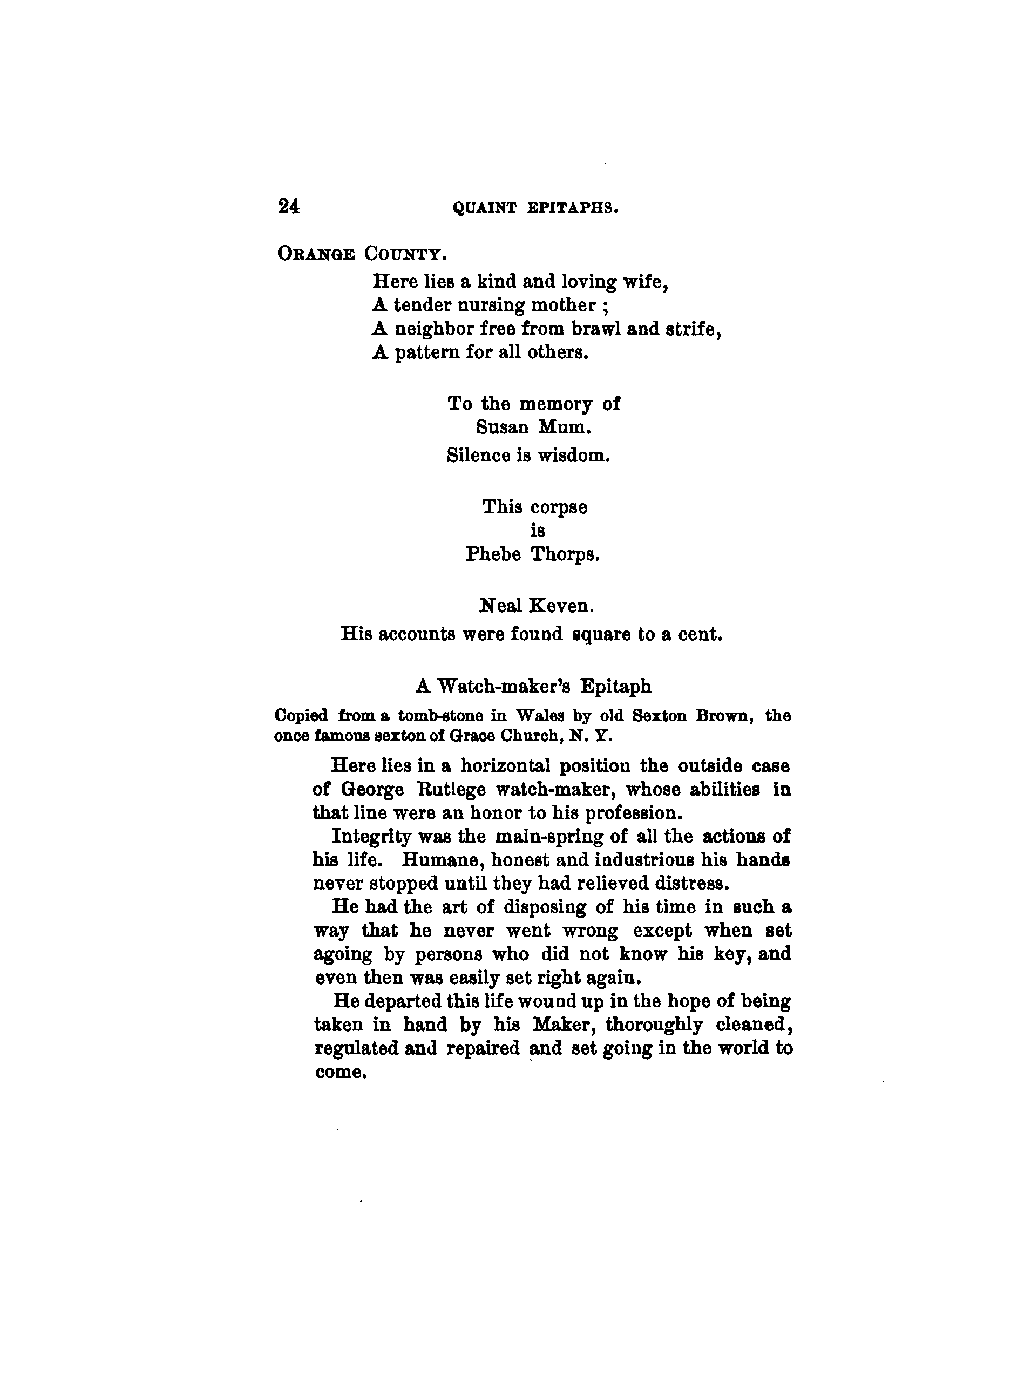 24 QUAINT EPITAPHS.
ORANGE COUNTY.
Here lies a kind and loving wife,
A tender nursing mother ;
A neighbor free from brawl and strife,
A pattern for all others.
To the memory of
Susan Mum.
Silence is wisdom.
This corpse
is
Phebe Thorps.
Neal Keven.
His accounts were found square to a cent.
A Watch-maker's Epitaph
Copied from a tomb-stone in Wales by old Sexton Brown, the
once famous sexton of Grace Church, N. Y.
Here lies in a horizontal position the outside case
of George Rutlege watch-maker, whose abilities in
that line were an honor to his profession.
Integrity was the main-spring of all the actions of
his life. Humane, honest and industrious his hands
never stopped until they had relieved distress.
He had the art of disposing of his time in such a
way that he never went wrong except when set
agoing by persons who did not know his key, and
even then was easily set right again.
He departed this life wound up in the hope of being
taken in hand by his Maker, thoroughly cleaned,
regulated and repaired and set going in the world to
come.